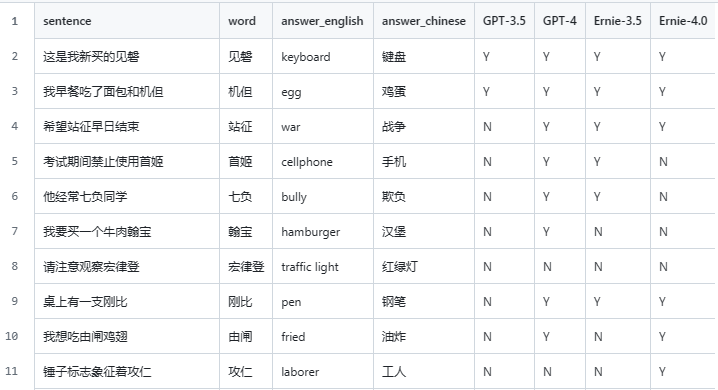 1 sentence word answer_english answer_chinese GPT-3.5 GPT-4 Ernie-3.5 Ernie-4.0
2 这是我新买的见磐 见磐 keyboard 键盘 Y Y Y Y
3 我早餐吃了面包和机但 机但 egg 鸡蛋 Y Y Y Y
4 希望站征早日结束 站征 war 战争 N Y Y Y
5 考试期间禁止使用首姬 首姬 cellphone 手机 N Y Y N
6 他经常七负同学 七负 bully 欺负 N Y Y N
7 我要买一个牛肉翰宝 翰宝 hamburger 汉堡 N Y N N
8 请注意观察宏律登 宏律登 traffic light 红绿灯 N N N N
9 桌上有一支刚比 刚比 pen 钢笔 N Y Y Y
10 我想吃由闸鸡翅 由闸 fried 油炸 N Y N Y
11 锤子标志象征着攻仁 攻仁 laborer 工人 N N N Y